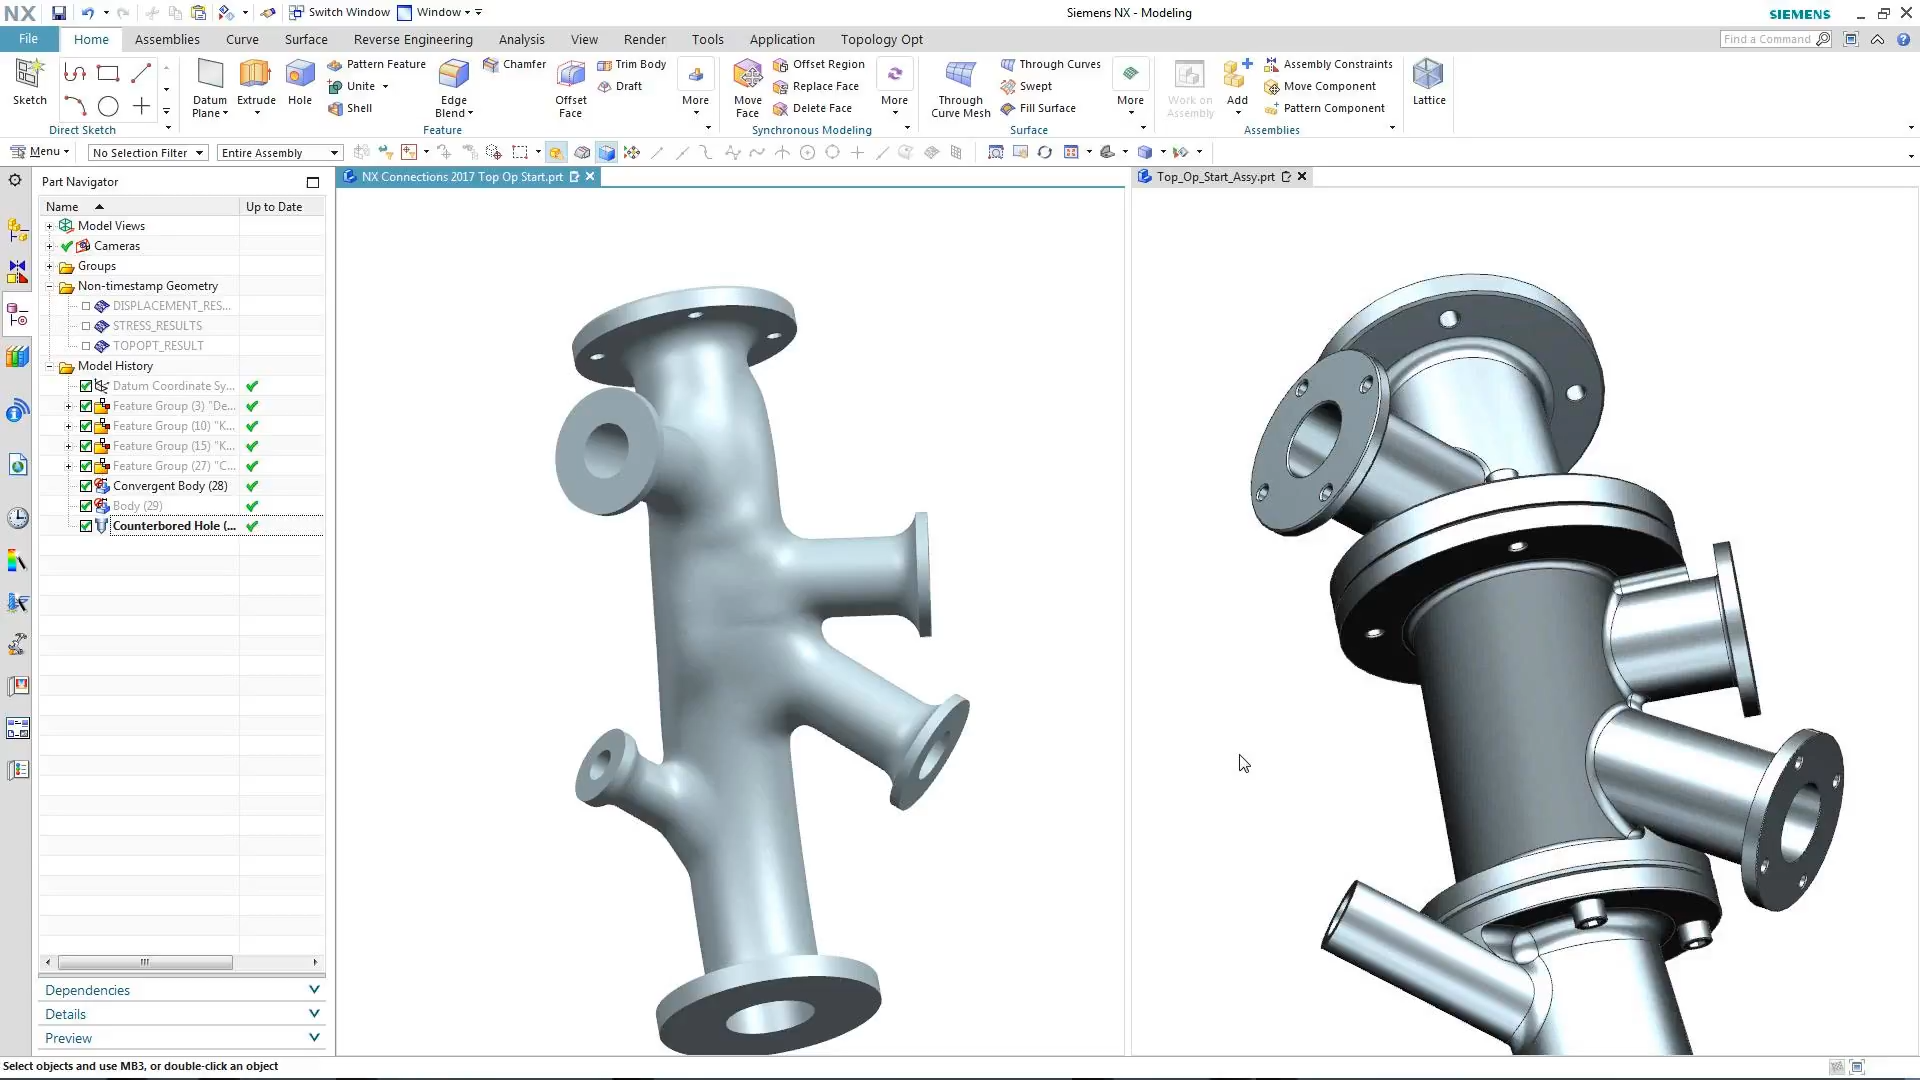 NX Switch Window Window Siemens NX - Modeling SIEMENS
File Home Assemblies Curve Surface Reverse Engineering Analysis View Render Tools Application Topology Opt Find a Command
Sketch
Direct Sketch
Datum Plane
Extrude
Hole
Pattern Feature
Unite
Shell
Edge Blend
Chamfer
Offset Face
Trim Body
Draft
More
Feature
Move Face
Offset Region
Replace Face
Delete Face
More
Synchronous Modeling
Through Curve Mesh
Through Curves
Swept
Fill Surface
More
Surface
Work on Assembly
Add
Assembly Constraints
Move Component
Pattern Component
Assemblies
Lattice
Menu No Selection Filter Entire Assembly
Part Navigator
NX Connections 2017 Top Op Start.prt
Top_Op_Start_Assy.prt
Name Up to Date
Model Views
Cameras
Groups
Non-timestamp Geometry
DISPLACEMENT_RES...
STRESS_RESULTS
TOPOPT_RESULT
Model History
Datum Coordinate Sy...
Feature Group (3) "De...
Feature Group (10) "K...
Feature Group (15) "K...
Feature Group (27) "C...
Convergent Body (28)
Body (29)
Counterbored Hole (...
Dependencies
Details
Preview
Select objects and use MB3, or double-click an object